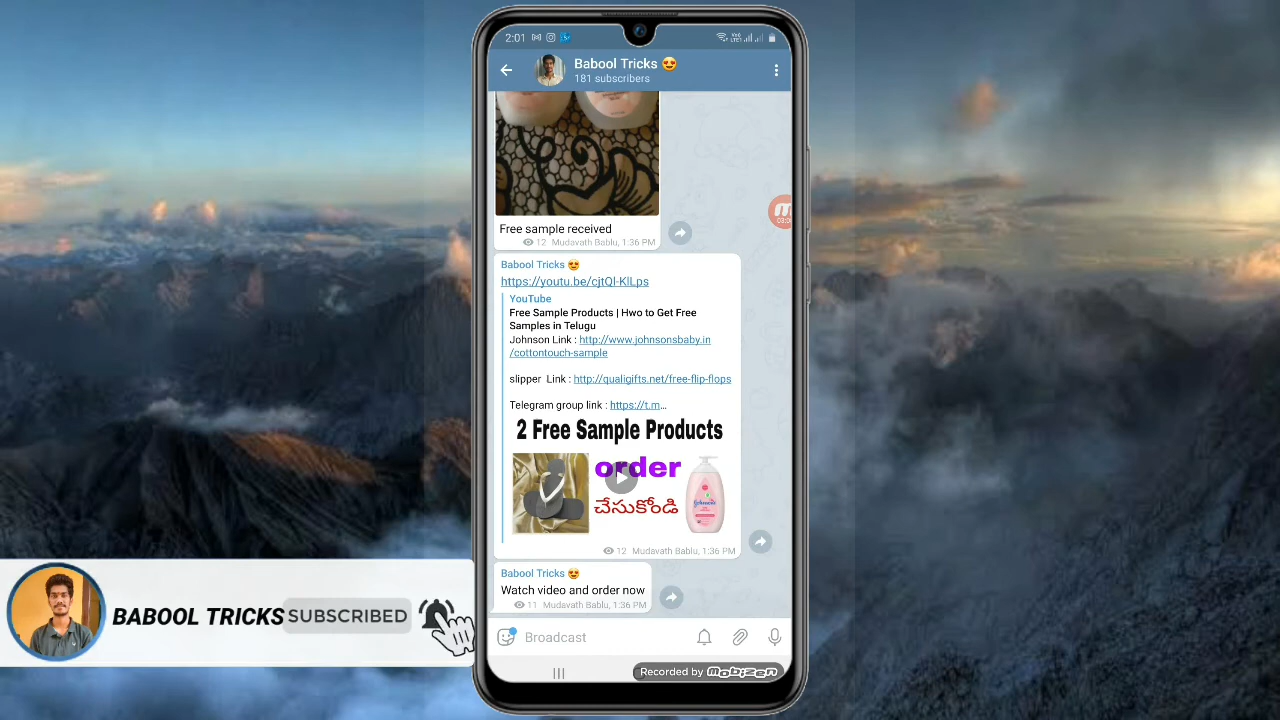 2:01
Babool Tricks 😍
181 subscribers
Free sample received
12 Mudavath Bablu, 1:36 PM
Babool Tricks 😍
https://youtu.be/cjtQl-KlLps
YouTube
Free Sample Products | Hwo to Get Free
Samples in Telugu
Johnson Link : http://www.johnsonsbaby.in
/cottontouch-sample
slipper Link : http://qualigifts.net/free-flip-flops
Telegram group link : https://t.m...
2 Free Sample Products
order
చేసుకోండి
Johnson's
12 Mudavath Bablu, 1:36 PM
Babool Tricks 😍
Watch video and order now
11 Mudavath Bablu, 1:36 PM
Broadcast
Recorded by mobizen
BABOOL TRICKS SUBSCRIBED